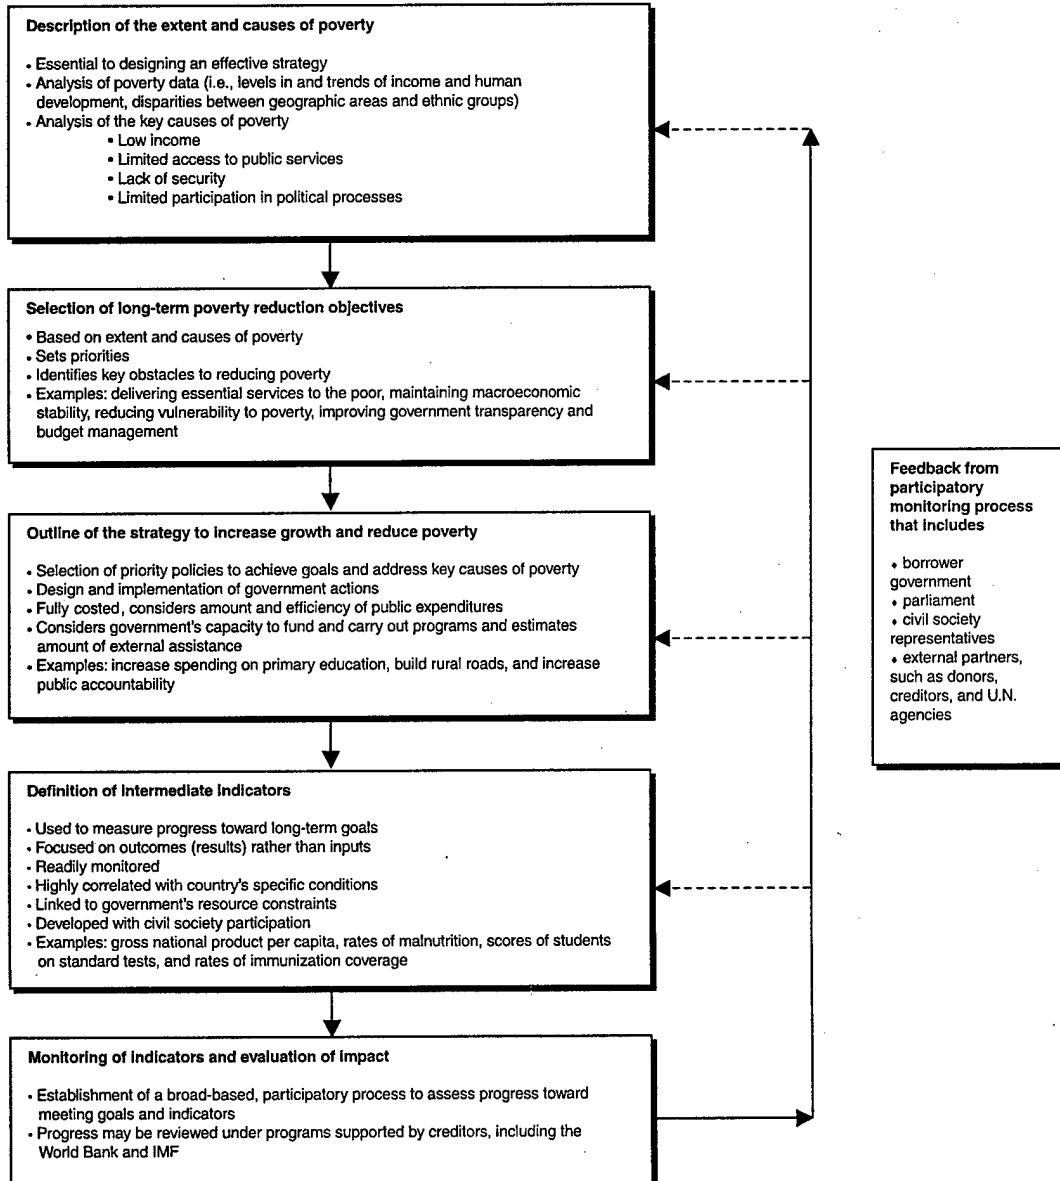 Description of the extent and causes of poverty
• Essential to designing an effective strategy
• Analysis of poverty data (i.e., levels in and trends of income and human
development, disparities between geographic areas and ethnic groups)
• Analysis of the key causes of poverty
• Low income
• Limited access to public services
• Lack of security
• Limited participation in political processes
Selection of long-term poverty reduction objectives
• Based on extent and causes of poverty
• Sets priorities
• Identifies key obstacles to reducing poverty
• Examples: delivering essential services to the poor, maintaining macroeconomic
stability, reducing vulnerability to poverty, improving government transparency and
budget management
Outline of the strategy to increase growth and reduce poverty
• Selection of priority policies to achieve goals and address key causes of poverty
• Design and implementation of government actions
• Fully costed, considers amount and efficiency of public expenditures
• Considers government's capacity to fund and carry out programs and estimates
amount of external assistance
• Examples: increase spending on primary education, build rural roads, and increase
public accountability
Definition of intermediate indicators
• Used to measure progress toward long-term goals
• Focused on outcomes (results) rather than inputs
• Readily monitored
• Highly correlated with country's specific conditions
• Linked to government's resource constraints
• Developed with civil society participation
• Examples: gross national product per capita, rates of malnutrition, scores of students
on standard tests, and rates of immunization coverage
Monitoring of indicators and evaluation of impact
• Establishment of a broad-based, participatory process to assess progress toward
meeting goals and indicators
• Progress may be reviewed under programs supported by creditors, including the
World Bank and IMF
Feedback from
participatory
monitoring process
that includes
♦ borrower
government
♦ parliament
♦ civil society
representatives
♦ external partners,
such as donors,
creditors, and U.N.
agencies